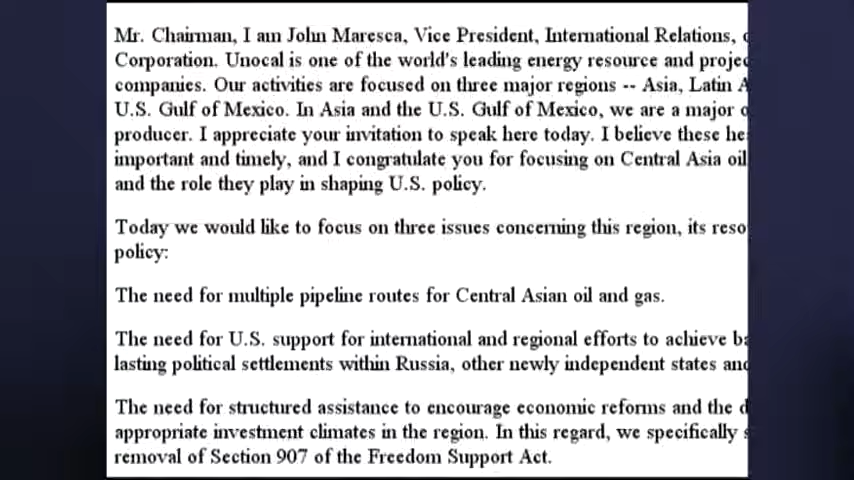 Mr. Chairman, I am John Maresca, Vice President, International Relations,
Corporation. Unocal is one of the world's leading energy resource and
companies. Our activities are focused on three major regions -- Asia, Latin
U.S. Gulf of Mexico. In Asia and the U.S. Gulf of Mexico, we are a major
producer. I appreciate your invitation to speak here today. I believe these
important and timely, and I congratulate you for focusing on Central Asia oil
and the role they play in shaping U.S. policy.
Today we would like to focus on three issues concerning this region, its
policy:
The need for multiple pipeline routes for Central Asian oil and gas.
The need for U.S. support for international and regional efforts to achieve
lasting political settlements within Russia, other newly independent states
The need for structured assistance to encourage economic reforms and the
appropriate investment climates in the region. In this regard, we specifically
removal of Section 907 of the Freedom Support Act.